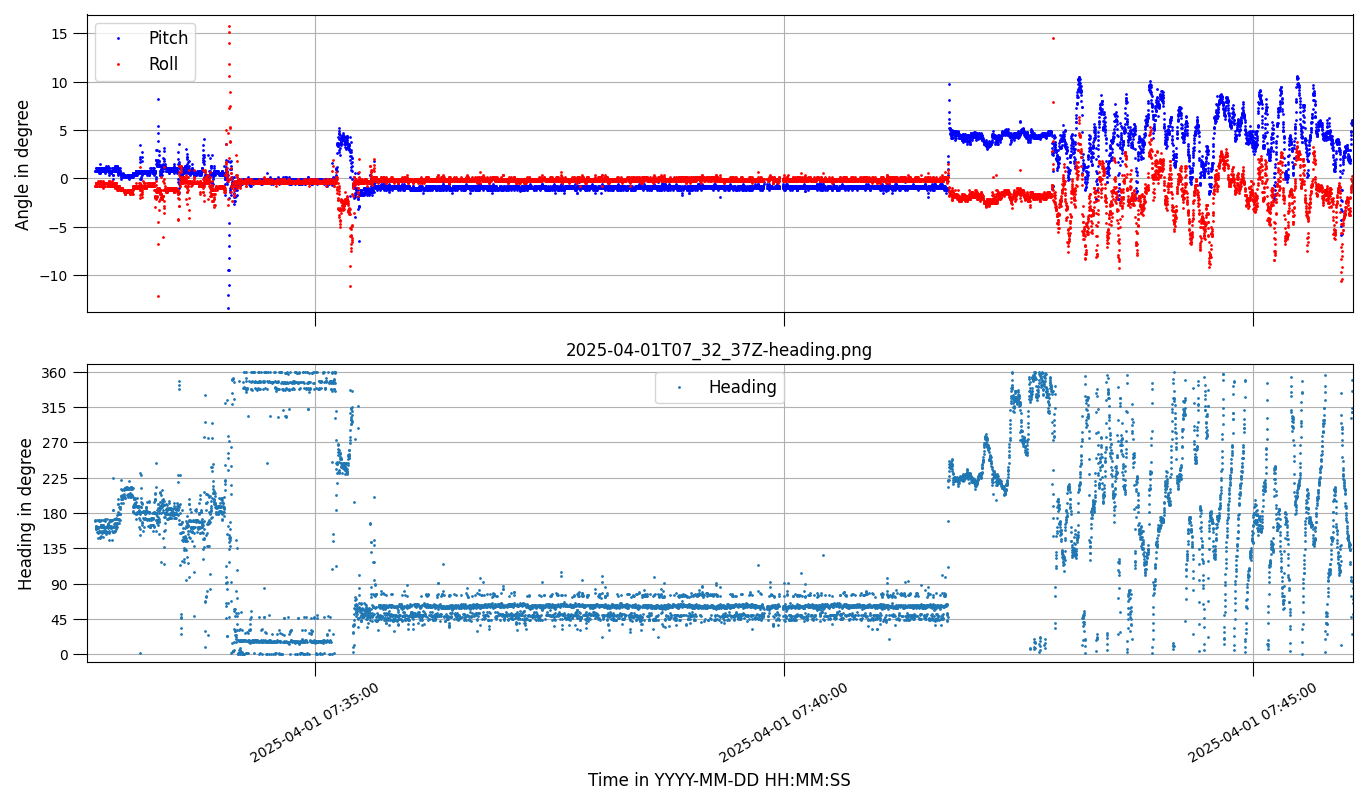 15
10
5
0
−5
−10
Angle in degree
Pitch
Roll
2025-04-01T07_32_37Z-heading.png
360
315
270
225
180
135
90
45
0
Heading in degree
Heading
2025-04-01 07:35:00
2025-04-01 07:40:00
2025-04-01 07:45:00
Time in YYYY-MM-DD HH:MM:SS